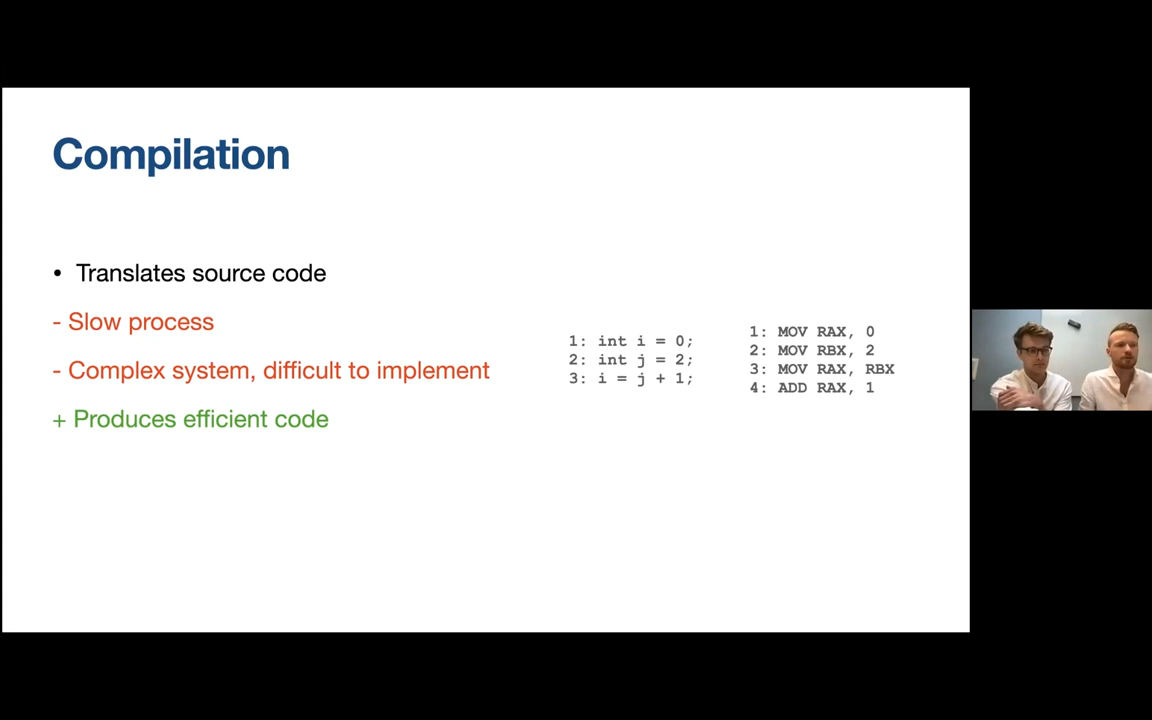 Compilation
• Translates source code
- Slow process
- Complex system, difficult to implement
+ Produces efficient code
1: int i = 0;
2: int j = 2;
3: i = j + 1;
1: MOV RAX, 0
2: MOV RBX, 2
3: MOV RAX, RBX
4: ADD RAX, 1